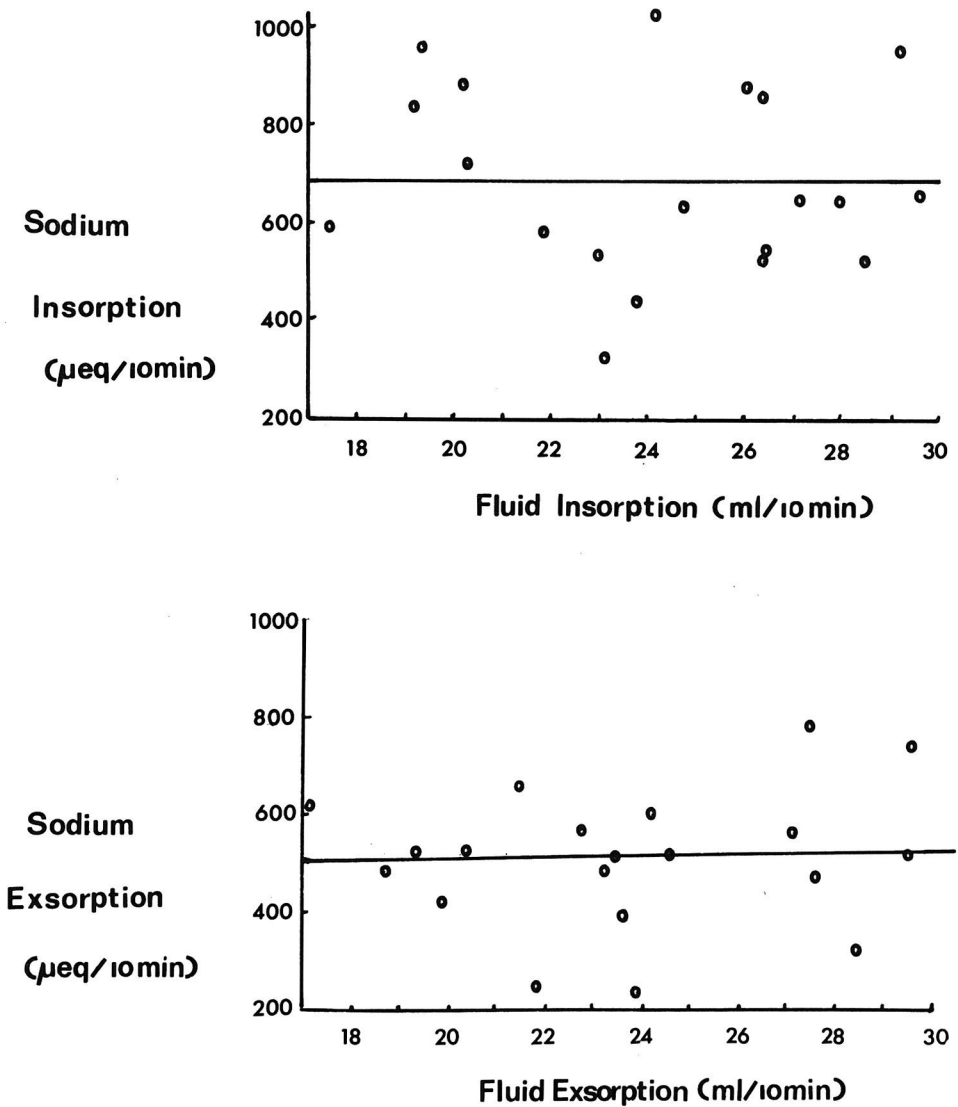 1000
800
600
400
200
Sodium
Insorption
(μeq/10min)
18 20 22 24 26 28 30
Fluid Insorption (ml/10min)
1000
800
600
400
200
Sodium
Exsorption
(μeq/10min)
18 20 22 24 26 28 30
Fluid Exsorption (ml/10min)